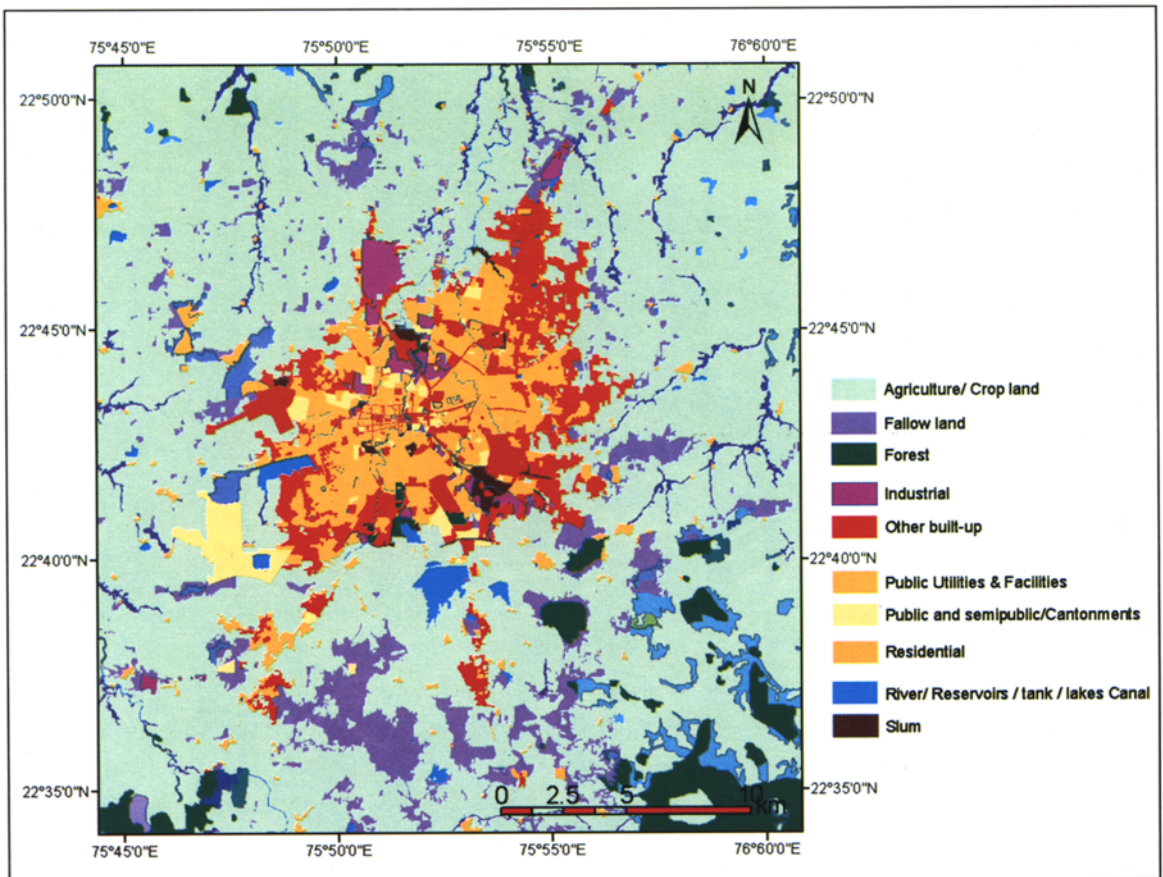 75°45'0"E 75°50'0"E 75°55'0"E 76°60'0"E
22°50'0"N 22°50'0"N
N
22°45'0"N 22°45'0"N
Agriculture/ Crop land
Fallow land
Forest
Industrial
Other built-up
22°40'0"N 22°40'0"N
Public Utilities & Facilities
Public and semipublic/Cantonments
Residential
River/ Reservoirs / tank / lakes Canal
Slum
22°35'0"N 22°35'0"N
0 2.5 5 10
km
75°45'0"E 75°50'0"E 75°55'0"E 76°60'0"E